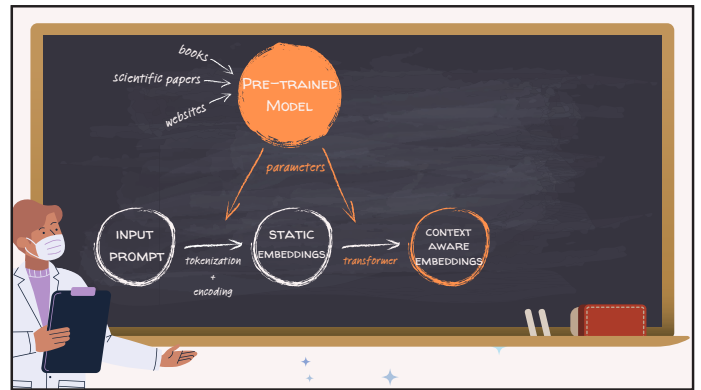 books
scientific papers
websites
PRE-TRAINED
MODEL
parameters
INPUT
PROMPT
tokenization
+
encoding
STATIC
EMBEDDINGS
transformer
CONTEXT
AWARE
EMBEDDINGS